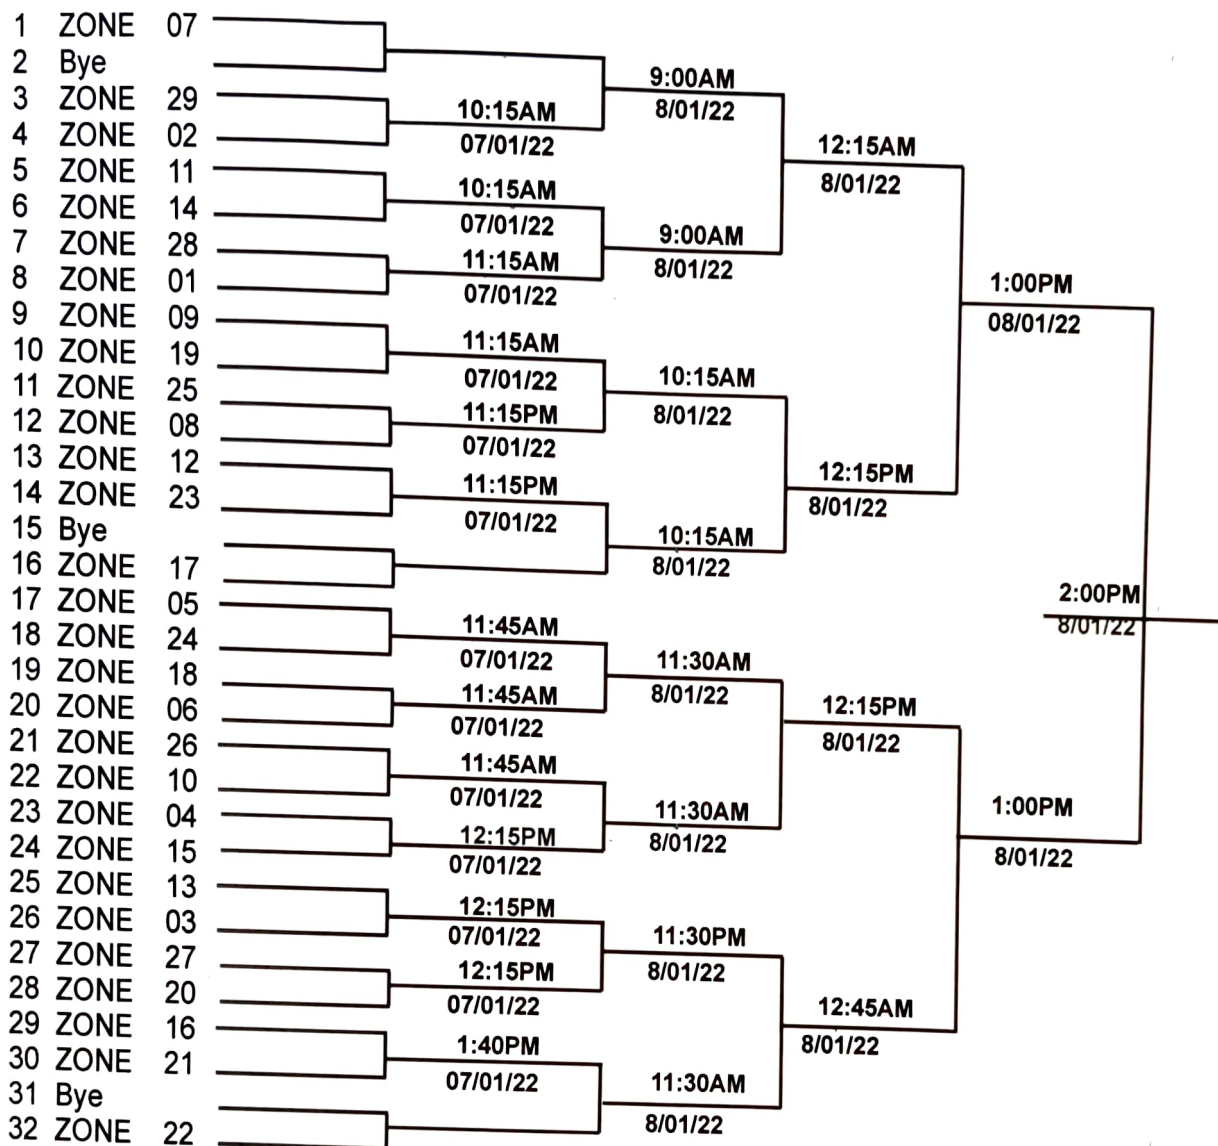 1 ZONE 07
2 Bye
3 ZONE 29
4 ZONE 02
5 ZONE 11
6 ZONE 14
7 ZONE 28
8 ZONE 01
9 ZONE 09
10 ZONE 19
11 ZONE 25
12 ZONE 08
13 ZONE 12
14 ZONE 23
15 Bye
16 ZONE 17
17 ZONE 05
18 ZONE 24
19 ZONE 18
20 ZONE 06
21 ZONE 26
22 ZONE 10
23 ZONE 04
24 ZONE 15
25 ZONE 13
26 ZONE 03
27 ZONE 27
28 ZONE 20
29 ZONE 16
30 ZONE 21
31 Bye
32 ZONE 22
10:15AM
07/01/22
10:15AM
07/01/22
11:15AM
07/01/22
11:15AM
07/01/22
11:15PM
07/01/22
11:15PM
07/01/22
11:45AM
07/01/22
11:45AM
07/01/22
11:45AM
07/01/22
12:15PM
07/01/22
12:15PM
07/01/22
12:15PM
07/01/22
1:40PM
07/01/22
9:00AM
8/01/22
9:00AM
8/01/22
10:15AM
8/01/22
10:15AM
8/01/22
11:30AM
8/01/22
11:30AM
8/01/22
11:30PM
8/01/22
11:30AM
8/01/22
12:15AM
8/01/22
12:15PM
8/01/22
12:15PM
8/01/22
12:45AM
8/01/22
1:00PM
08/01/22
1:00PM
8/01/22
2:00PM
8/01/22